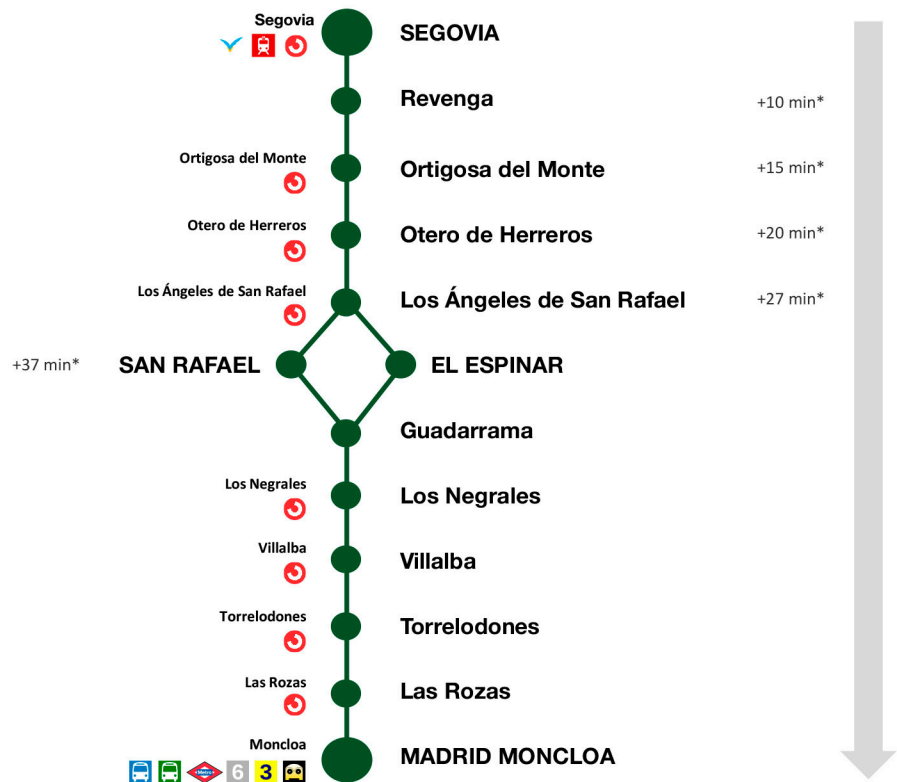 Segovia
SEGOVIA
Revenga
+10 min*
Ortigosa del Monte
Ortigosa del Monte
+15 min*
Otero de Herreros
Otero de Herreros
+20 min*
Los Ángeles de San Rafael
Los Ángeles de San Rafael
+27 min*
+37 min*
SAN RAFAEL
EL ESPINAR
Guadarrama
Los Negrales
Los Negrales
Villalba
Villalba
Torrelodones
Torrelodones
Las Rozas
Las Rozas
Moncloa
MADRID MONCLOA
Metro
6
3